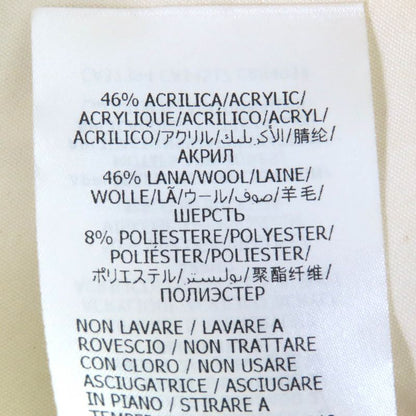 46% ACRILICA/ACRYLIC/
ACRYLIQUE/ACRÍLICO/ACRYL/
ACRILICO/アクリル/الأكريليك/腈纶/
АКРИЛ
46% LANA/WOOL/LAINE/
WOLLE/LÃ/ウール/صوف/羊毛/
ШЕРСТЬ
8% POLIESTERE/POLYESTER/
POLIÉSTER/POLIESTER/
ポリエステル/بوليستر/聚酯纤维/
ПОЛИЭСТЕР
NON LAVARE / LAVARE A
ROVESCIO / NON TRATTARE
CON CLORO / NON USARE
ASCIUGATRICE / ASCIUGARE
IN PIANO / STIRARE A